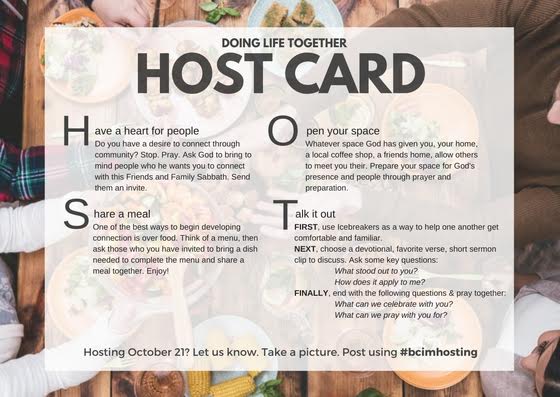 DOING LIFE TOGETHER
HOST CARD
Have a heart for people
Do you have a desire to connect through
community? Stop. Pray. Ask God to bring to
mind people who he wants you to connect
with this Friends and Family Sabbath. Send
them an invite.
Open your space
Whatever space God has given you, your home,
a local coffee shop, a friends home, allow others
to meet you their. Prepare your space for God's
presence and people through prayer and
preparation.
Share a meal
One of the best ways to begin developing
connection is over food. Think of a menu, then
ask those who you have invited to bring a dish
needed to complete the menu and share a
meal together. Enjoy!
Talk it out
FIRST, use Icebreakers as a way to help one another get
comfortable and familiar.
NEXT, choose a devotional, favorite verse, short sermon
clip to discuss. Ask some key questions:
What stood out to you?
How does it apply to me?
FINALLY, end with the following questions & pray together:
What can we celebrate with you?
What can we pray with you for?
Hosting October 21? Let us know. Take a picture. Post using #bcimhosting